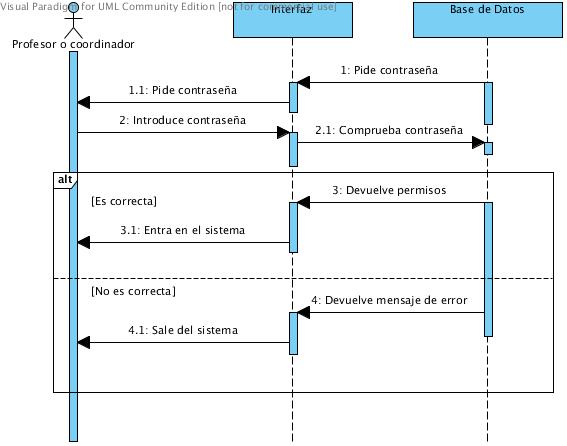 Visual Paradigm for UML Community Edition [not for commercial use]
Interfaz
Base de Datos
Profesor o coordinador
1: Pide contraseña
1.1: Pide contraseña
2: Introduce contraseña
2.1: Comprueba contraseña
alt
[Es correcta]
3: Devuelve permisos
3.1: Entra en el sistema
[No es correcta]
4: Devuelve mensaje de error
4.1: Sale del sistema